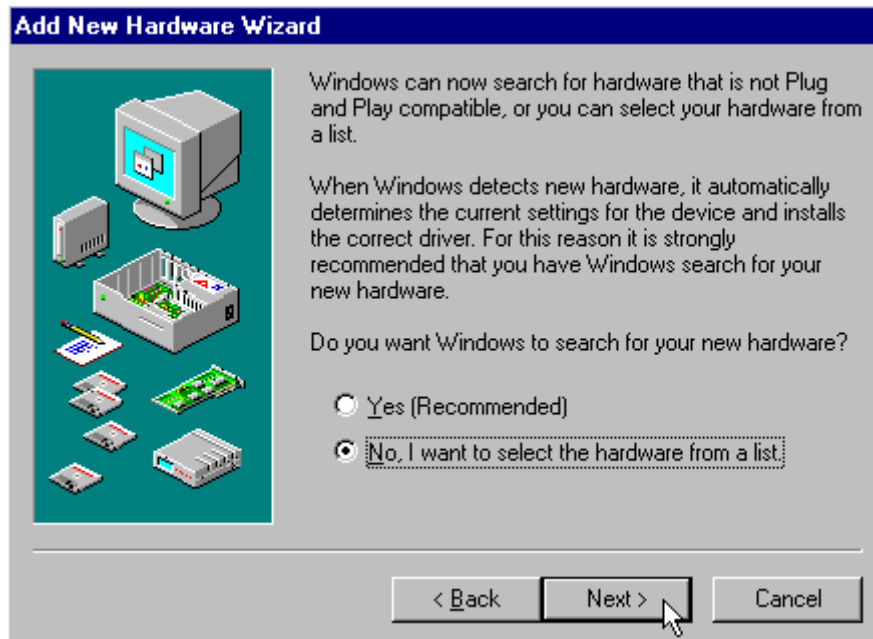 Add New Hardware Wizard
Windows can now search for hardware that is not Plug
and Play compatible, or you can select your hardware from
a list.
When Windows detects new hardware, it automatically
determines the current settings for the device and installs
the correct driver. For this reason it is strongly
recommended that you have Windows search for your
new hardware.
Do you want Windows to search for your new hardware?
Yes (Recommended)
No, I want to select the hardware from a list.
< Back
Next >
Cancel